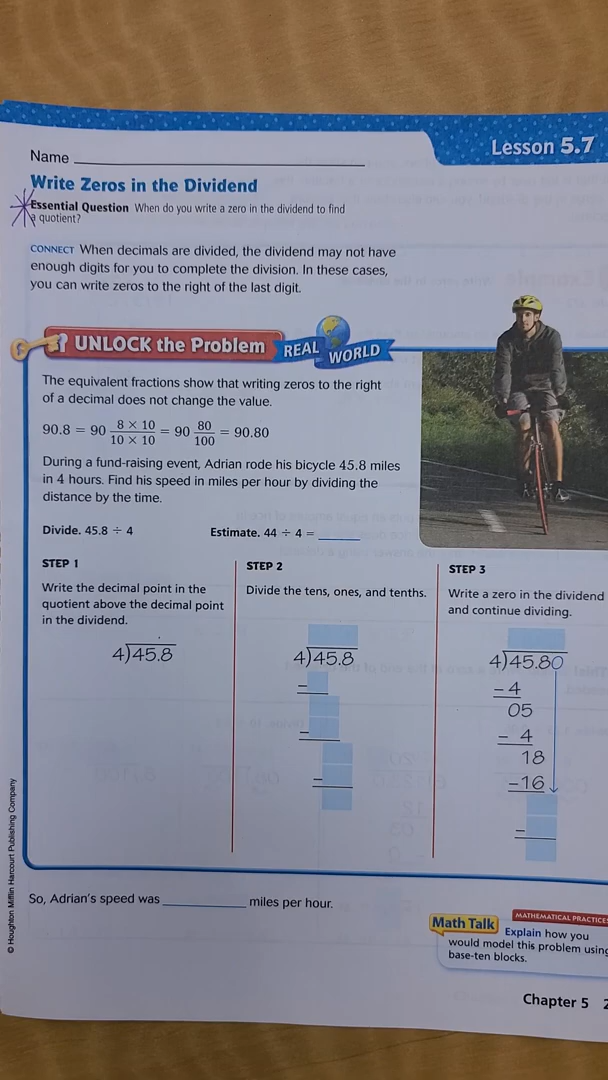 Lesson 5.7
Name
Write Zeros in the Dividend
Essential Question When do you write a zero in the dividend to find
a quotient?
CONNECT When decimals are divided, the dividend may not have
enough digits for you to complete the division. In these cases,
you can write zeros to the right of the last digit.
UNLOCK the Problem REAL WORLD
The equivalent fractions show that writing zeros to the right
of a decimal does not change the value.
90.8 = 90 8 × 10 / 10 × 10 = 90 80 / 100 = 90.80
During a fund-raising event, Adrian rode his bicycle 45.8 miles
in 4 hours. Find his speed in miles per hour by dividing the
distance by the time.
Divide. 45.8 ÷ 4 Estimate. 44 ÷ 4 =
STEP 1
Write the decimal point in the
quotient above the decimal point
in the dividend.
.
4)45.8
STEP 2
Divide the tens, ones, and tenths.
4)45.8
−
−
−
STEP 3
Write a zero in the dividend
and continue dividing.
4)45.80
−4
05
− 4
18
−16
−
So, Adrian's speed was miles per hour.
MATHEMATICAL PRACTICES
Math Talk Explain how you
would model this problem using
base-ten blocks.
© Houghton Mifflin Harcourt Publishing Company
Chapter 5